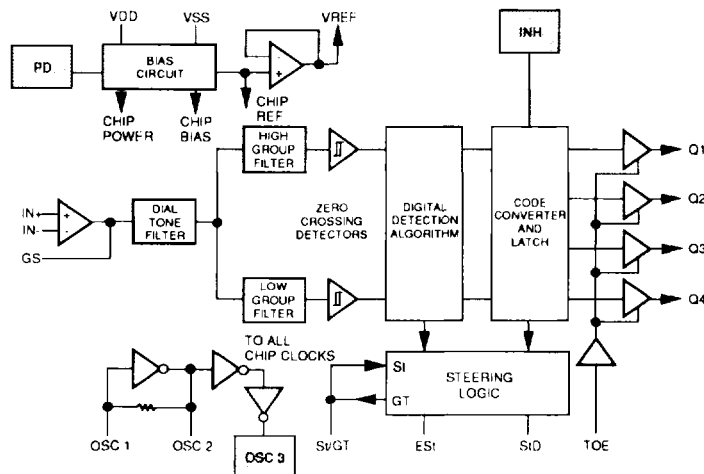 VDD
VSS
VREF
INH
PD
BIAS
CIRCUIT
+
-
CHIP
POWER
CHIP
BIAS
CHIP
REF
HIGH
GROUP
FILTER
Q1
IN+
IN-
GS
+
-
DIAL
TONE
FILTER
ZERO
CROSSING
DETECTORS
DIGITAL
DETECTION
ALGORITHM
CODE
CONVERTER
AND
LATCH
Q2
Q3
LOW
GROUP
FILTER
Q4
TO ALL
CHIP CLOCKS
St
GT
STEERING
LOGIC
OSC 1
OSC 2
OSC 3
St/GT
ESt
StD
TOE